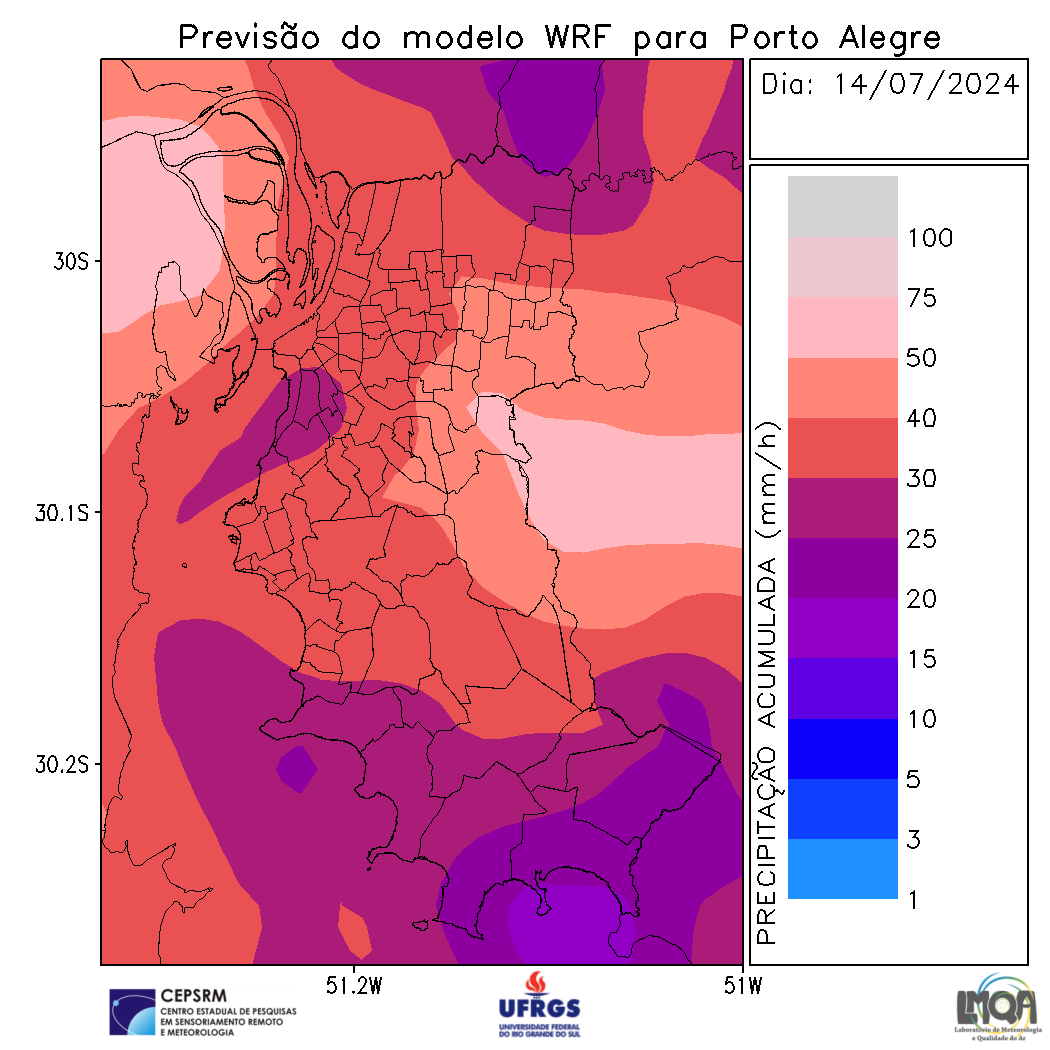 Previsão do modelo WRF para Porto Alegre
Dia: 14/07/2024
30S
30.1S
30.2S
51.2W
51W
PRECIPITAÇÃO ACUMULADA (mm/h)
100
75
50
40
30
25
20
15
10
5
3
1
CEPSRM
CENTRO ESTADUAL DE PESQUISAS
EM SENSORIAMENTO REMOTO
E METEOROLOGIA
UFRGS
UNIVERSIDADE FEDERAL
DO RIO GRANDE DO SUL
LMQA
Laboratório de Meteorologia
e Qualidade do Ar